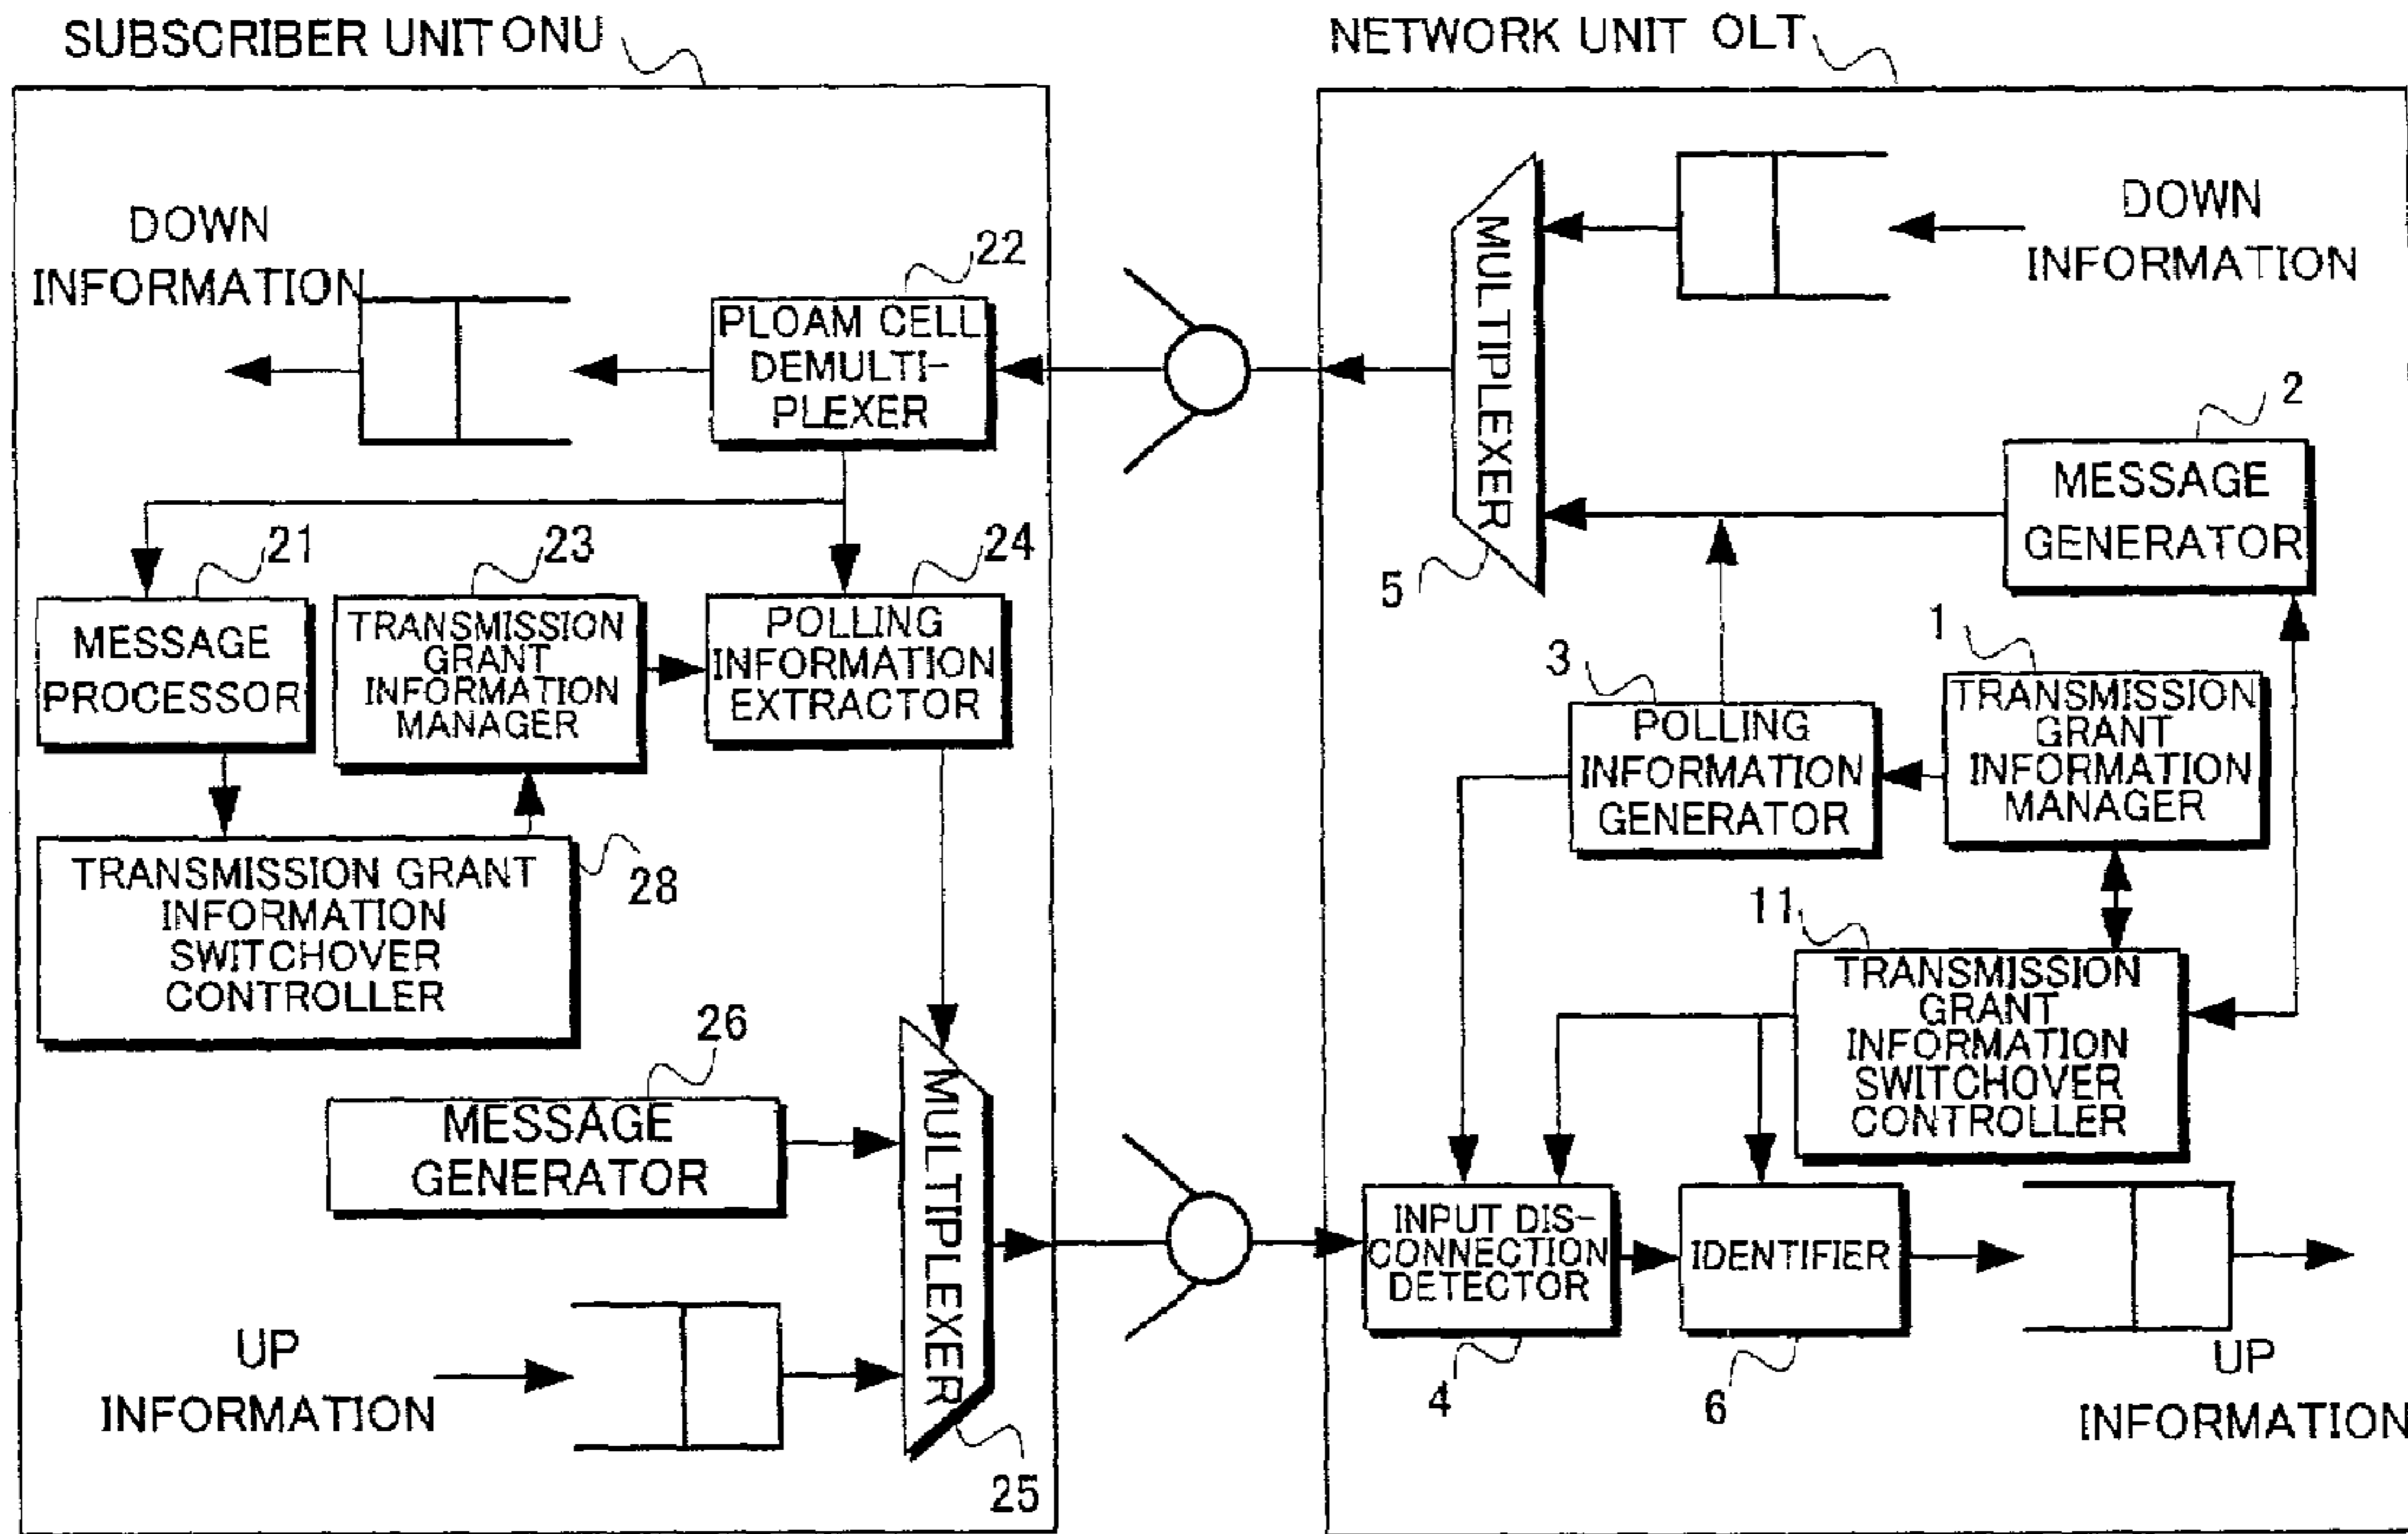 SUBSCRIBER UNIT ONU
NETWORK UNIT OLT
DOWN
INFORMATION
22
PLOAM CELL
DEMULTI-
PLEXER
21
MESSAGE
PROCESSOR
23
TRANSMISSION
GRANT
INFORMATION
MANAGER
24
POLLING
INFORMATION
EXTRACTOR
TRANSMISSION GRANT
INFORMATION
SWITCHOVER
CONTROLLER
28
26
MESSAGE
GENERATOR
MULTIPLEXER
25
UP
INFORMATION
MULTIPLEXER
5
DOWN
INFORMATION
2
MESSAGE
GENERATOR
3
POLLING
INFORMATION
GENERATOR
1
TRANSMISSION
GRANT
INFORMATION
MANAGER
11
TRANSMISSION
GRANT
INFORMATION
SWITCHOVER
CONTROLLER
INPUT DIS-
CONNECTION
DETECTOR
4
IDENTIFIER
6
UP
INFORMATION